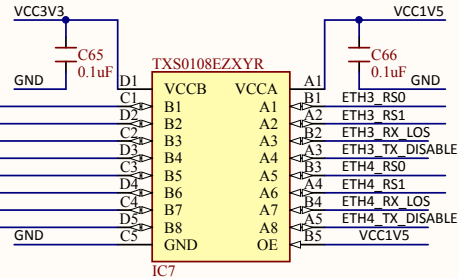 VCC3V3 VCC1V5
C65 C66
0.1uF 0.1uF
GND GND
TXS0108EZXYR
D1 VCCB VCCA A1
C1 B1 A1 B1 ETH3_RS0
D2 B2 A2 A2 ETH3_RS1
C2 B3 A3 B2 ETH3_RX_LOS
D3 B4 A4 A3 ETH3_TX_DISABLE
C3 B5 A5 B3 ETH4_RS0
D4 B6 A6 A4 ETH4_RS1
C4 B7 A7 B4 ETH4_RX_LOS
D5 B8 A8 A5 ETH4_TX_DISABLE
GND C5 GND OE B5 VCC1V5
IC7